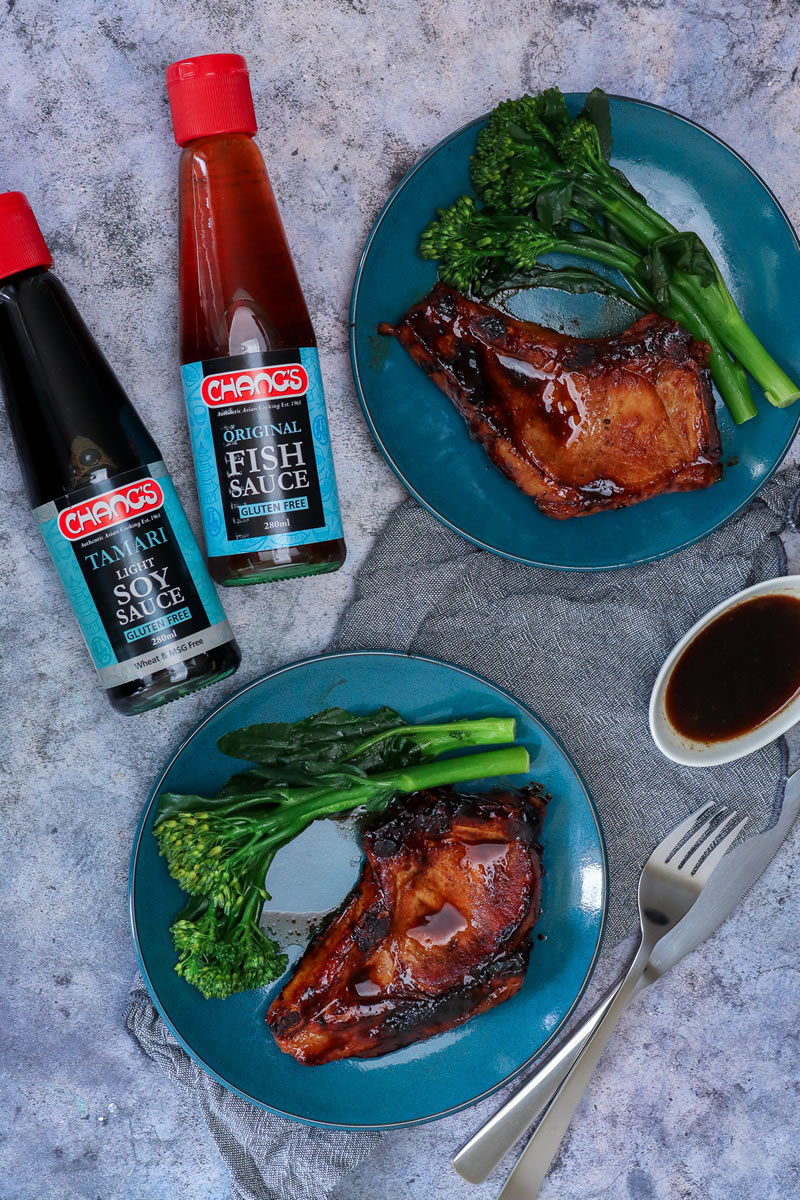 CHANG'S
Authentic Asian Cooking Est. 1965
ORIGINAL
FISH
SAUCE
GLUTEN FREE
280ml
CHANG'S
Authentic Asian Cooking Est. 1965
TAMARI
LIGHT
SOY
SAUCE
GLUTEN FREE
280ml
Wheat & MSG Free